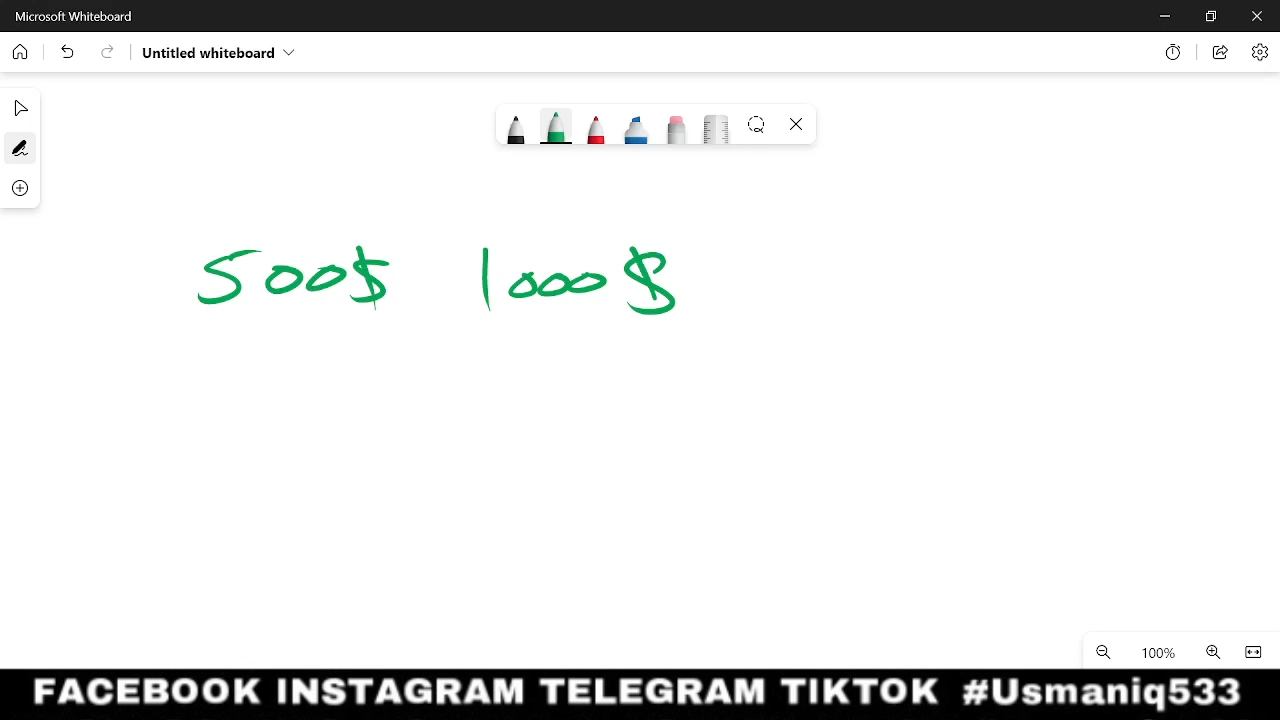 Microsoft Whiteboard
Untitled whiteboard
500$ 1000$
100%
FACEBOOK INSTAGRAM TELEGRAM TIKTOK #Usmaniq533